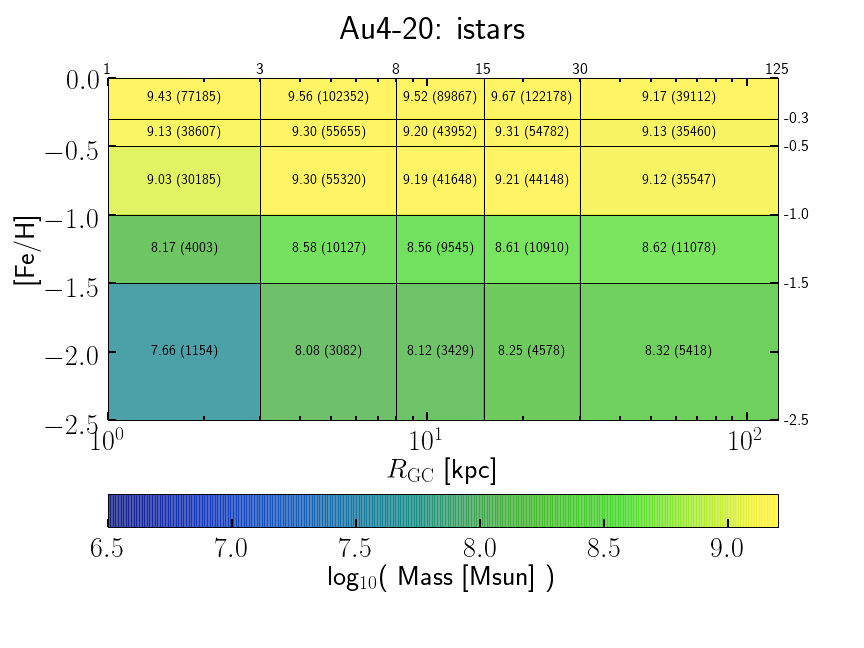 Au4-20: istars
1 3 8 15 30 125
0.0
9.43 (77185) 9.56 (102352) 9.52 (89867) 9.67 (122178) 9.17 (39112)
-0.3
9.13 (38607) 9.30 (55655) 9.20 (43952) 9.31 (54782) 9.13 (35460)
−0.5 -0.5
9.03 (30185) 9.30 (55320) 9.19 (41648) 9.21 (44148) 9.12 (35547)
−1.0 -1.0
[Fe/H]
8.17 (4003) 8.58 (10127) 8.56 (9545) 8.61 (10910) 8.62 (11078)
−1.5 -1.5
−2.0 7.66 (1154) 8.08 (3082) 8.12 (3429) 8.25 (4578) 8.32 (5418)
−2.5 -2.5
10⁰ 10¹ 10²
R_GC [kpc]
6.5 7.0 7.5 8.0 8.5 9.0
log₁₀( Mass [Msun] )